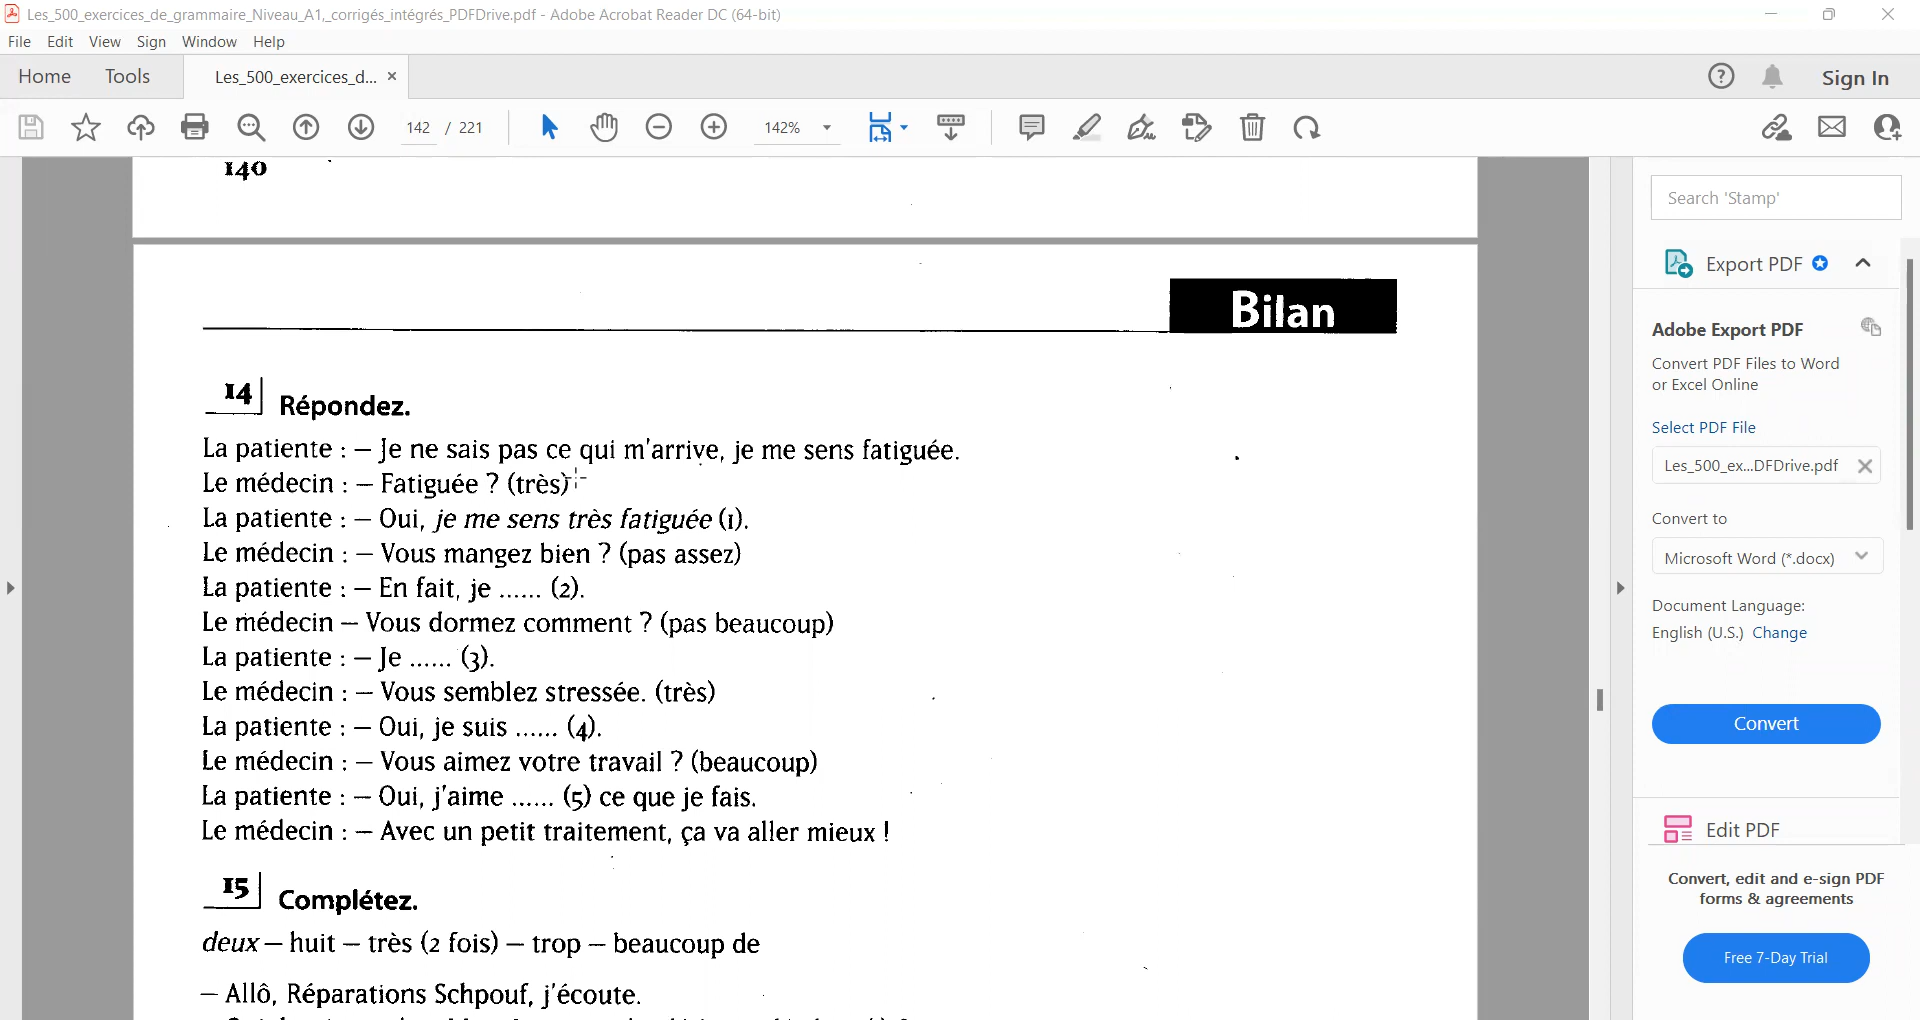 Les_500_exercices_de_grammaire_Niveau_A1,_corrigés_intégrés_PDFDrive.pdf - Adobe Acrobat Reader DC (64-bit)
File Edit View Sign Window Help
Home Tools Les_500_exercices_d... × Sign In
142 / 221 142%
140
Search 'Stamp'
Export PDF
Bilan
Adobe Export PDF
Convert PDF Files to Word
or Excel Online
Select PDF File
Les_500_ex...DFDrive.pdf
Convert to
Microsoft Word (*.docx)
Document Language:
English (U.S.) Change
Convert
Edit PDF
Convert, edit and e-sign PDF
forms & agreements
Free 7-Day Trial
14 Répondez.
La patiente : – Je ne sais pas ce qui m'arrive, je me sens fatiguée.
Le médecin : – Fatiguée ? (très)
La patiente : – Oui, je me sens très fatiguée (1).
Le médecin : – Vous mangez bien ? (pas assez)
La patiente : – En fait, je ...... (2).
Le médecin – Vous dormez comment ? (pas beaucoup)
La patiente : – Je ...... (3).
Le médecin : – Vous semblez stressée. (très)
La patiente : – Oui, je suis ...... (4).
Le médecin : – Vous aimez votre travail ? (beaucoup)
La patiente : – Oui, j'aime ...... (5) ce que je fais.
Le médecin : – Avec un petit traitement, ça va aller mieux !
15 Complétez.
deux – huit – très (2 fois) – trop – beaucoup de
– Allô, Réparations Schpouf, j'écoute.